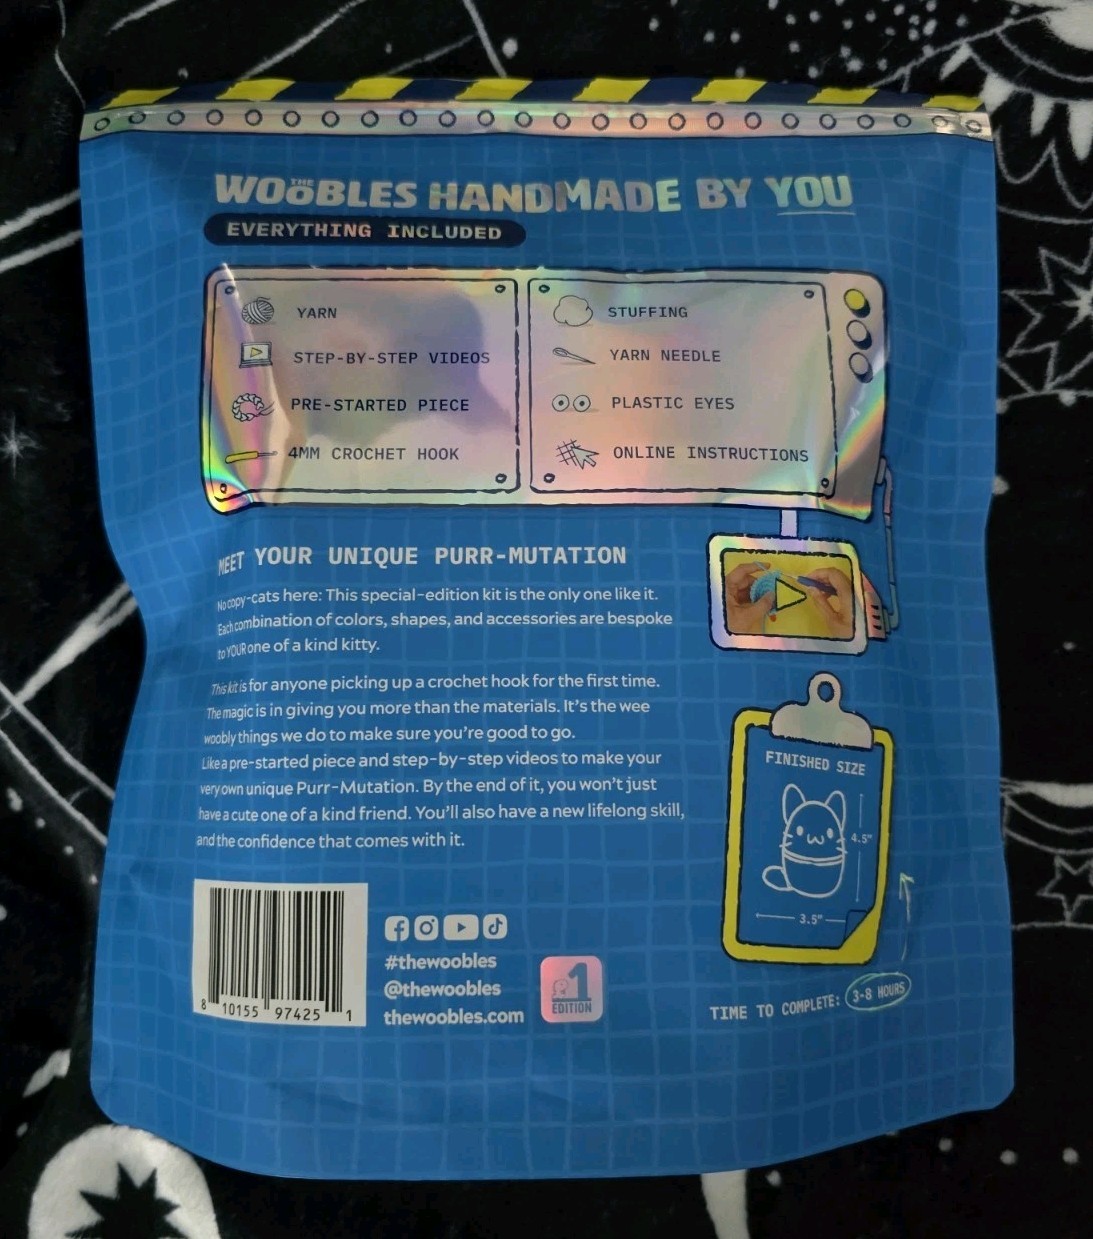 THE WOOBLES HANDMADE BY YOU
EVERYTHING INCLUDED
YARN
STEP-BY-STEP VIDEOS
PRE-STARTED PIECE
4MM CROCHET HOOK
STUFFING
YARN NEEDLE
PLASTIC EYES
ONLINE INSTRUCTIONS
MEET YOUR UNIQUE PURR-MUTATION
No copy-cats here: This special-edition kit is the only one like it.
Each combination of colors, shapes, and accessories are bespoke
to YOUR one of a kind kitty.
This kit is for anyone picking up a crochet hook for the first time.
The magic is in giving you more than the materials. It's the wee
woobly things we do to make sure you're good to go.
Like a pre-started piece and step-by-step videos to make your
very own unique Purr-Mutation. By the end of it, you won't just
have a cute one of a kind friend. You'll also have a new lifelong skill,
and the confidence that comes with it.
FINISHED SIZE
4.5"
3.5"
TIME TO COMPLETE: 3-8 HOURS
#thewoobles
@thewoobles
thewoobles.com
1
EDITION
8 10155 97425 1